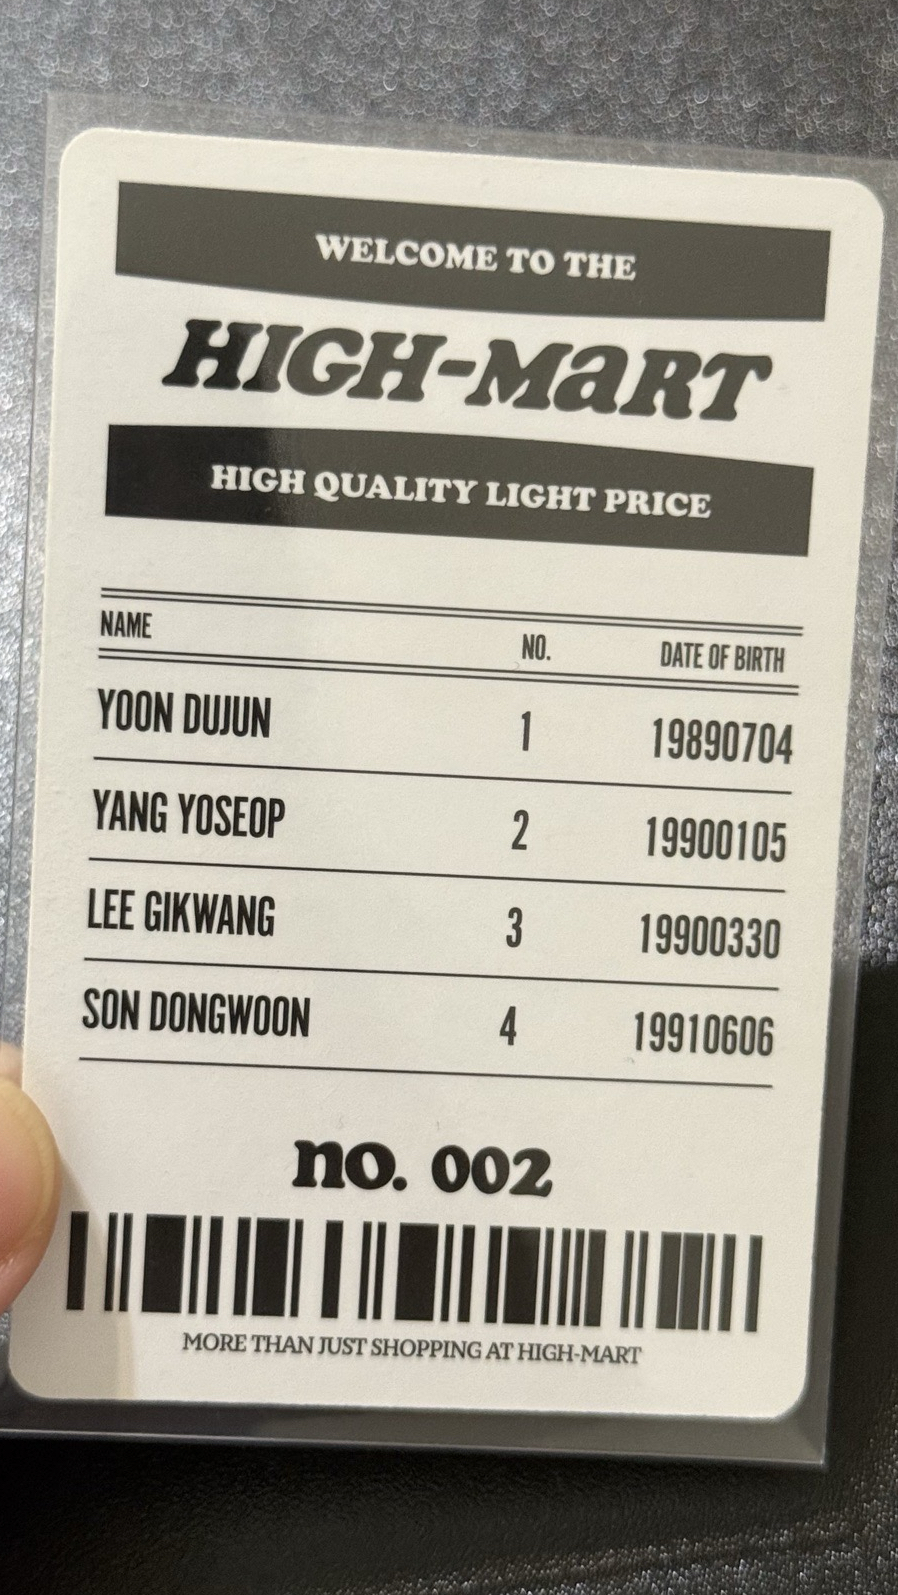 WELCOME TO THE
HIGH-MaRT
HIGH QUALITY LIGHT PRICE
NAME NO. DATE OF BIRTH
YOON DUJUN 1 19890704
YANG YOSEOP 2 19900105
LEE GIKWANG 3 19900330
SON DONGWOON 4 19910606
no. 002
MORE THAN JUST SHOPPING AT HIGH-MART